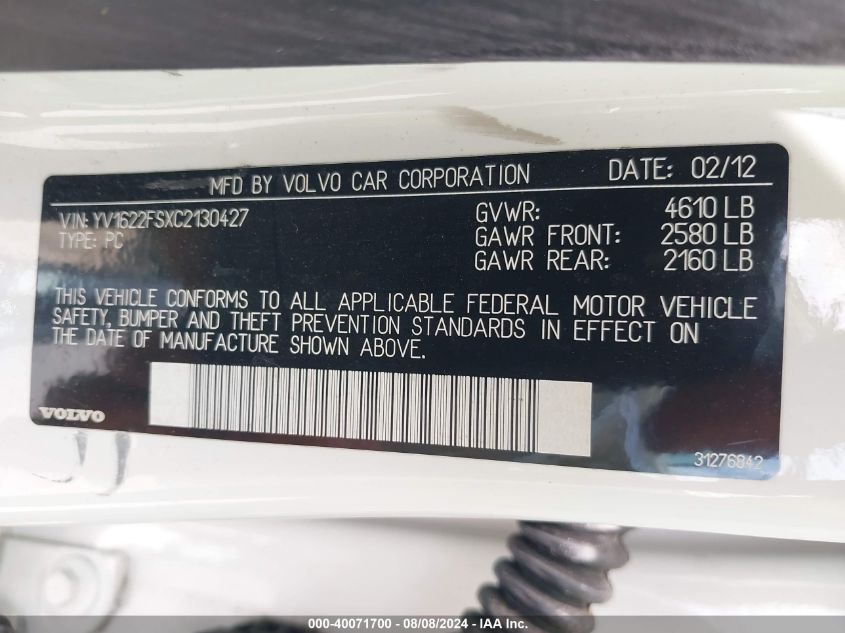 MFD BY VOLVO CAR CORPORATION DATE: 02/12
VIN: YV1622FSXC2130427 GVWR: 4610 LB
TYPE: PC GAWR FRONT: 2580 LB
GAWR REAR: 2160 LB
THIS VEHICLE CONFORMS TO ALL APPLICABLE FEDERAL MOTOR VEHICLE
SAFETY, BUMPER AND THEFT PREVENTION STANDARDS IN EFFECT ON
THE DATE OF MANUFACTURE SHOWN ABOVE.
VOLVO
31276842
000-40071700 - 08/08/2024 - IAA Inc.